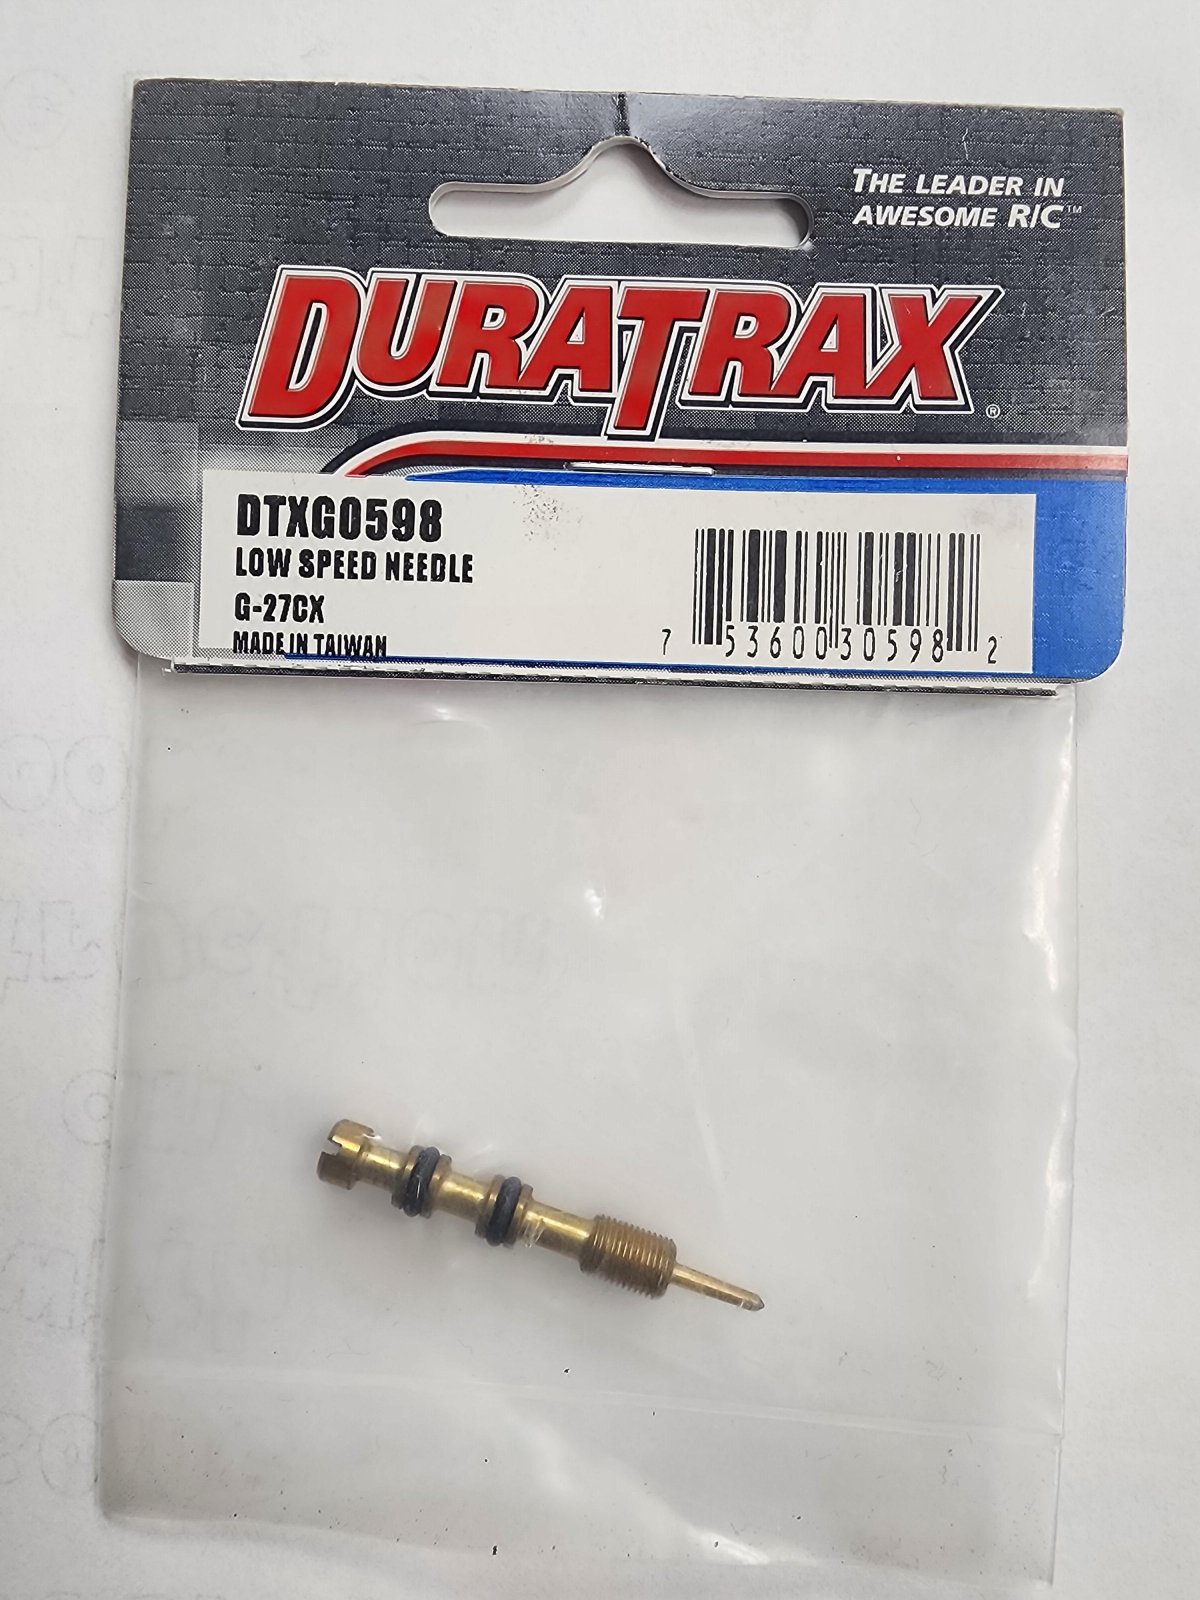 THE LEADER IN
AWESOME R/C™
DURATRAX®
DTXG0598
LOW SPEED NEEDLE
G-27CX
MADE IN TAIWAN
7 53600 30598 2